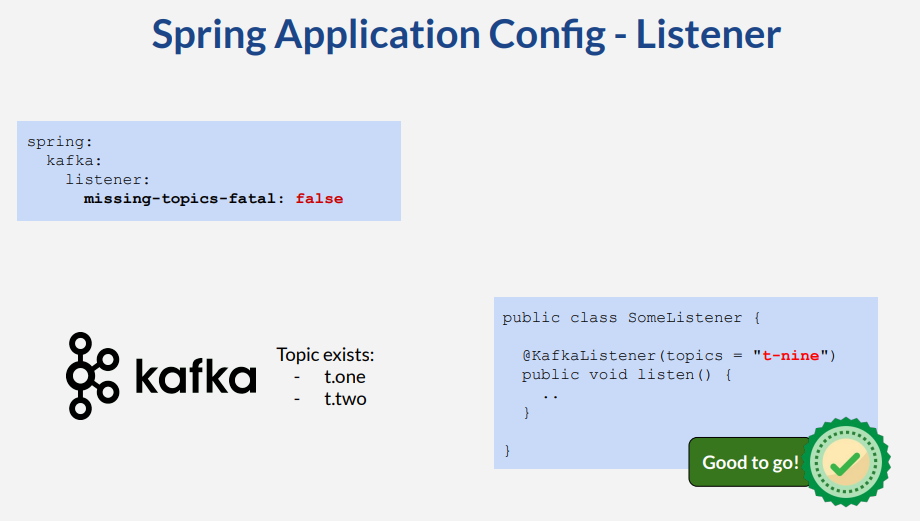 Spring Application Config - Listener
spring:
  kafka:
    listener:
      missing-topics-fatal: false
kafka
Topic exists:
- t.one
- t.two
public class SomeListener {
  @KafkaListener(topics = "t-nine")
  public void listen() {
    ..
  }
}
Good to go!